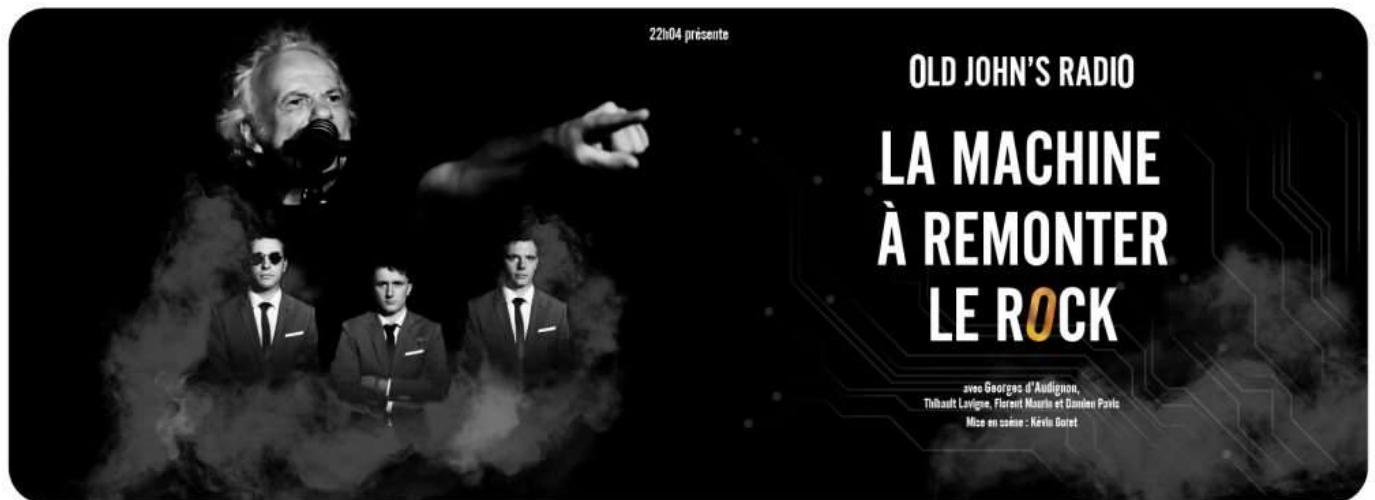 22h04 présente
OLD JOHN'S RADIO
LA MACHINE
À REMONTER
LE ROCK
avec Georges d'Audignon,
Thibault Lavigne, Florent Maurin et Damien Pavis
Mise en scène : Kévin Goret